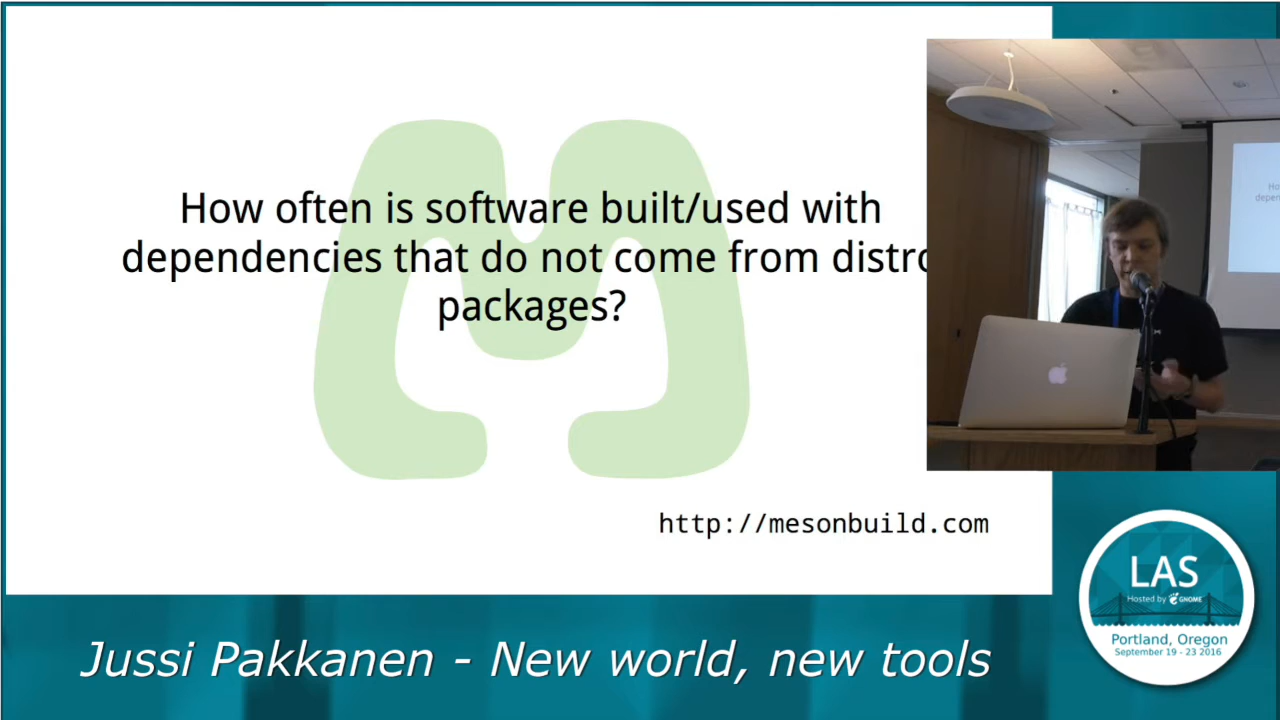 How often is software built/used with
dependencies that do not come from distro
packages?
http://mesonbuild.com
LAS
Hosted by GNOME
Portland, Oregon
September 19 - 23 2016
Jussi Pakkanen - New world, new tools